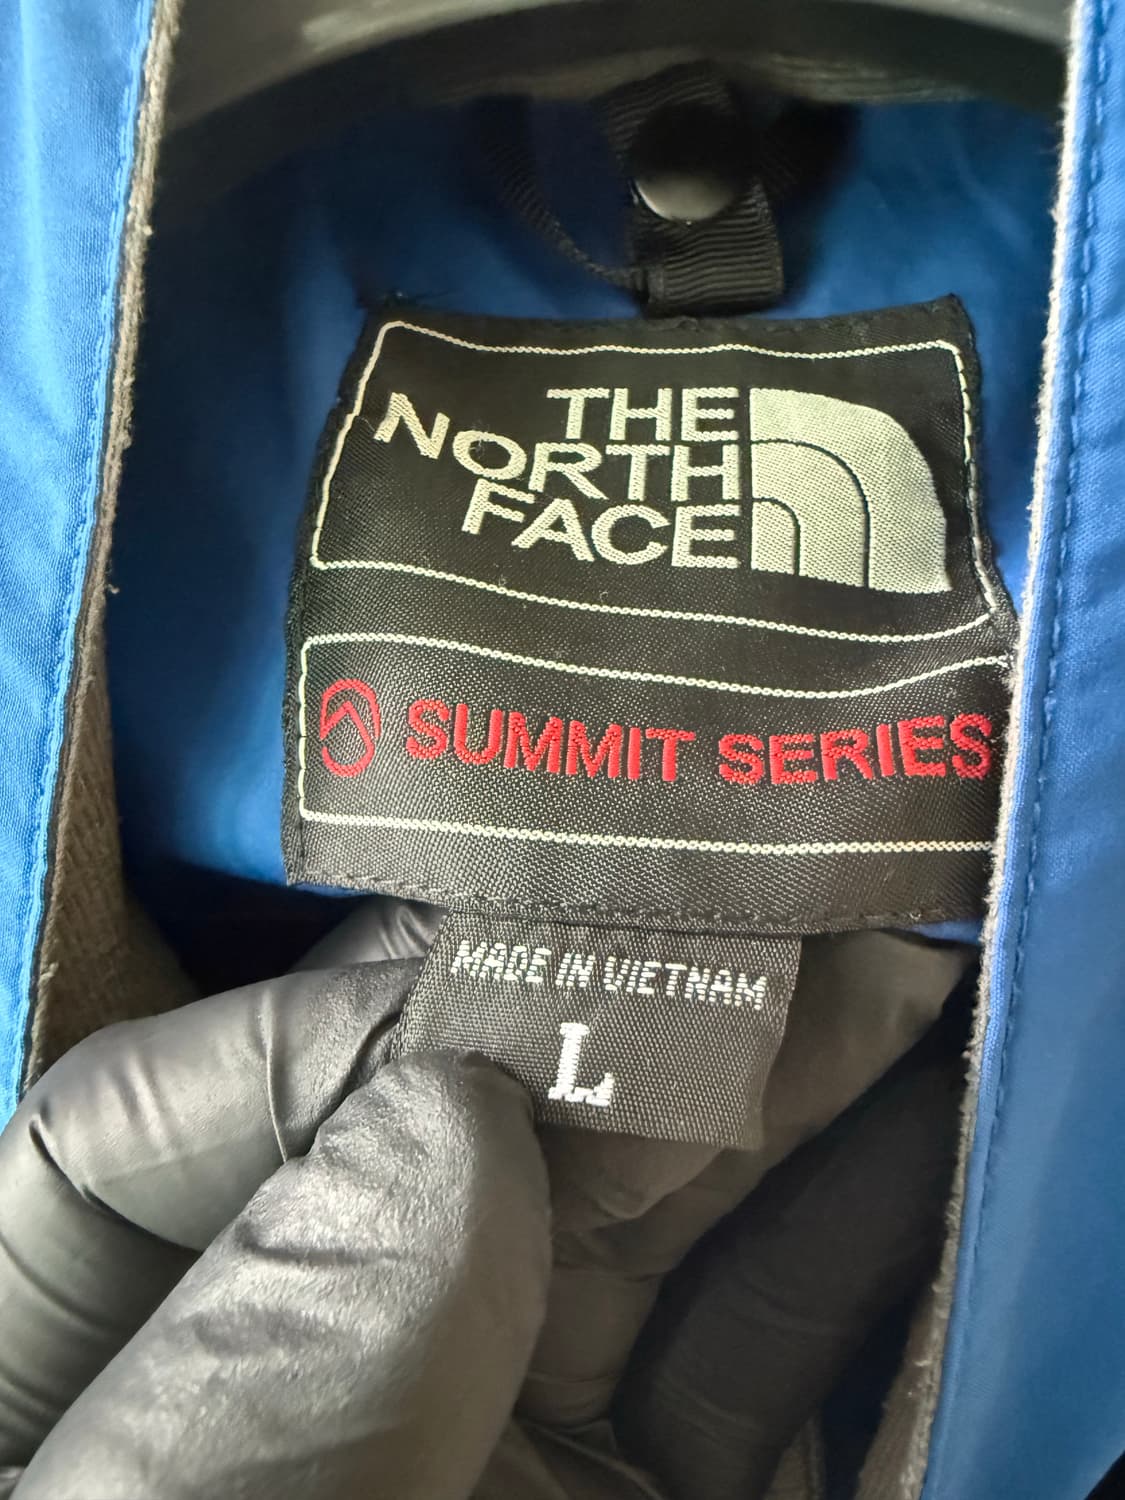 THE
NORTH
FACE
SUMMIT SERIES
MADE IN VIETNAM
L